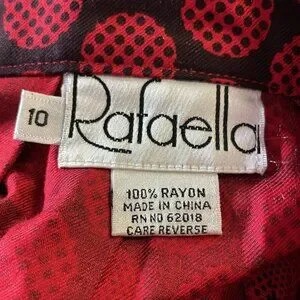 10
Rafaella
100% RAYON
MADE IN CHINA
RN NO 62018
CARE REVERSE